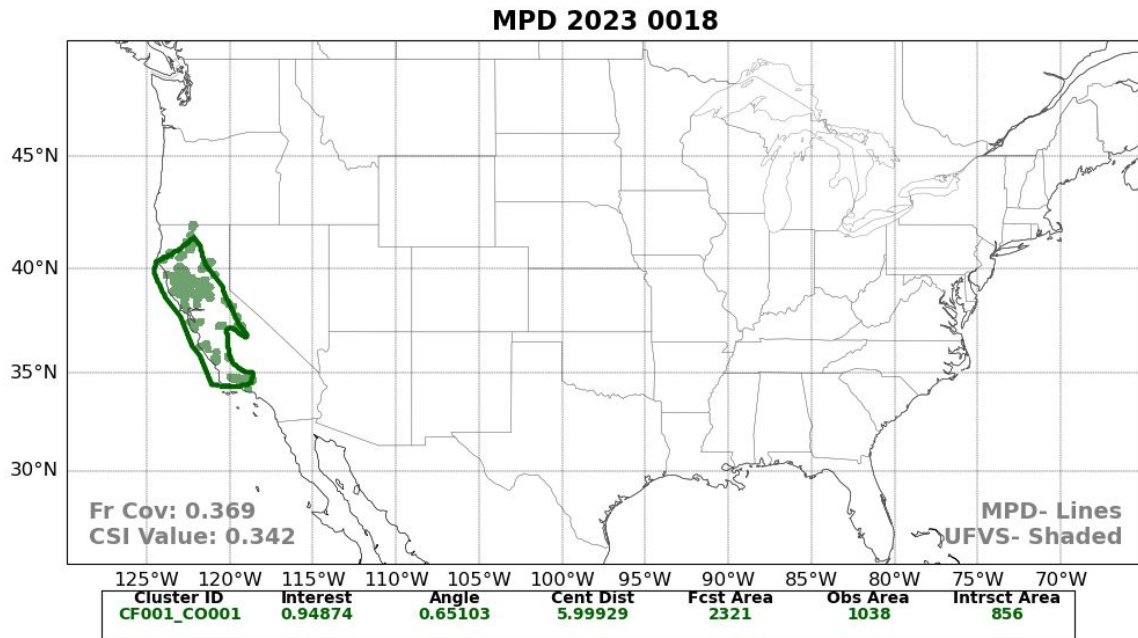 MPD 2023 0018
45°N
40°N
35°N
30°N
Fr Cov: 0.369
CSI Value: 0.342
MPD- Lines
UFVS- Shaded
125°W 120°W 115°W 110°W 105°W 100°W 95°W 90°W 85°W 80°W 75°W 70°W
Cluster ID Interest Angle Cent Dist Fcst Area Obs Area Intrsct Area
CF001_CO001 0.94874 0.65103 5.99929 2321 1038 856